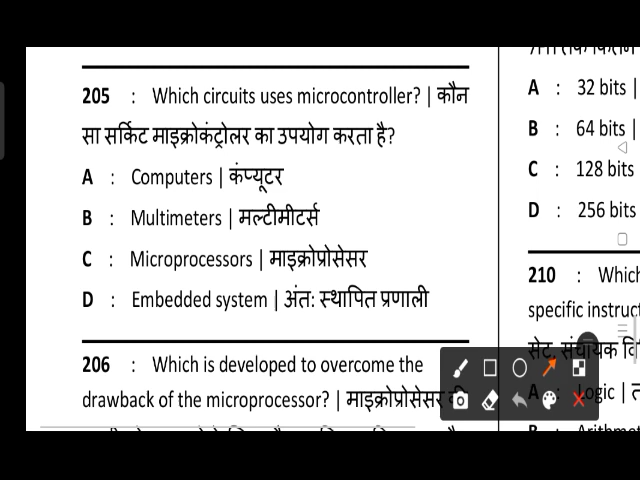 205 : Which circuits uses microcontroller? | कौन
सा सर्किट माइक्रोकंट्रोलर का उपयोग करता है?
A : Computers | कंप्यूटर
B : Multimeters | मल्टीमीटर्स
C : Microprocessors | माइक्रोप्रोसेसर
D : Embedded system | अंत: स्थापित प्रणाली
206 : Which is developed to overcome the
drawback of the microprocessor? | माइक्रोप्रोसेसर की
A : 32 bits |
B : 64 bits |
C : 128 bits
D : 256 bits
210 : Which
specific instruct
सेट, संचायक वि
A : Logic |
B : Arithmet